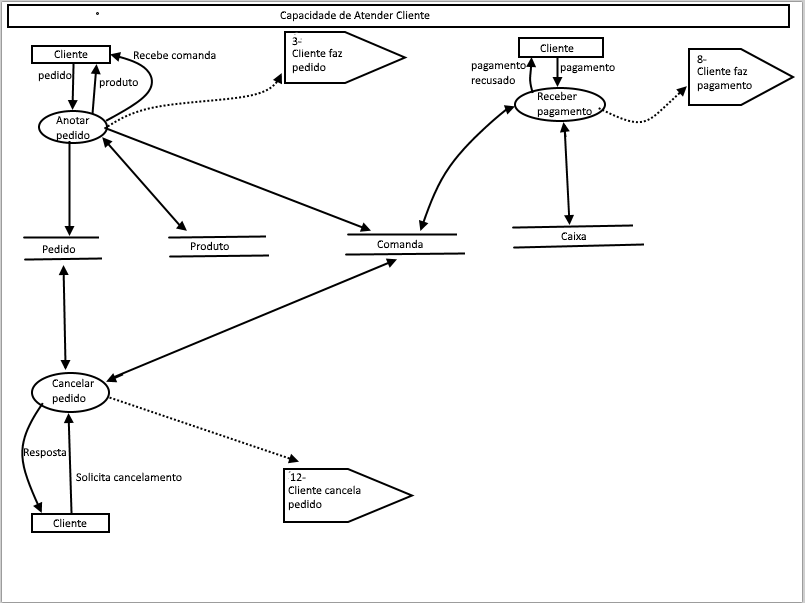 Capacidade de Atender Cliente
Cliente
Recebe comanda
pedido
produto
Anotar
pedido
3-
Cliente faz
pedido
Cliente
pagamento
recusado
pagamento
Receber
pagamento
8-
Cliente faz
pagamento
Pedido
Produto
Comanda
Caixa
Cancelar
pedido
Resposta
Solicita cancelamento
Cliente
12-
Cliente cancela
pedido